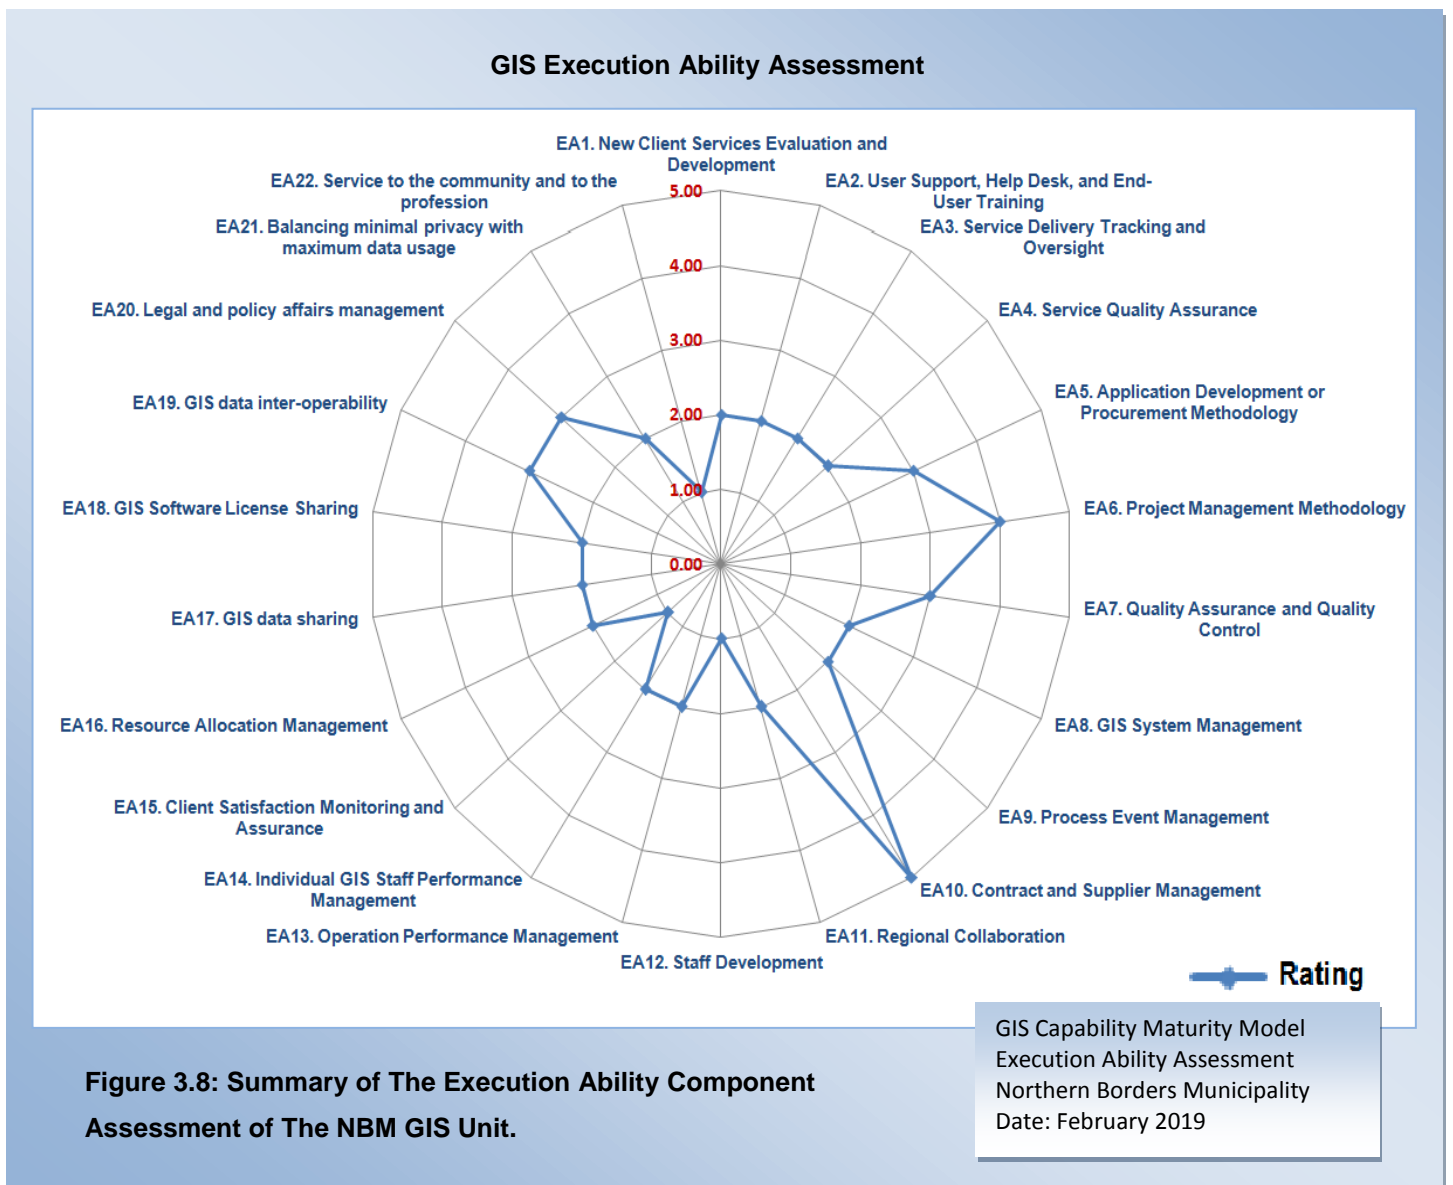 GIS Execution Ability Assessment
EA1. New Client Services Evaluation and
Development
EA22. Service to the community and to the
profession
EA2. User Support, Help Desk, and End-
User Training
EA21. Balancing minimal privacy with
maximum data usage
EA3. Service Delivery Tracking and
Oversight
EA20. Legal and policy affairs management
EA4. Service Quality Assurance
EA19. GIS data inter-operability
EA5. Application Development or
Procurement Methodology
EA18. GIS Software License Sharing
EA6. Project Management Methodology
EA17. GIS data sharing
EA7. Quality Assurance and Quality
Control
EA16. Resource Allocation Management
EA8. GIS System Management
EA15. Client Satisfaction Monitoring and
Assurance
EA9. Process Event Management
EA14. Individual GIS Staff Performance
Management
EA10. Contract and Supplier Management
EA13. Operation Performance Management
EA11. Regional Collaboration
EA12. Staff Development
5.00
4.00
3.00
2.00
1.00
0.00
Rating
GIS Capability Maturity Model
Execution Ability Assessment
Northern Borders Municipality
Date: February 2019
Figure 3.8: Summary of The Execution Ability Component
Assessment of The NBM GIS Unit.